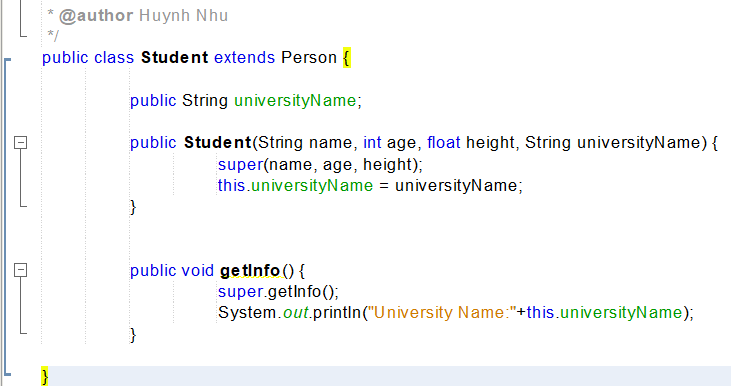 * @author Huynh Nhu
*/
public class Student extends Person {
public String universityName;
public Student(String name, int age, float height, String universityName) {
super(name, age, height);
this.universityName = universityName;
}
public void getInfo() {
super.getInfo();
System.out.println("University Name:"+this.universityName);
}
}